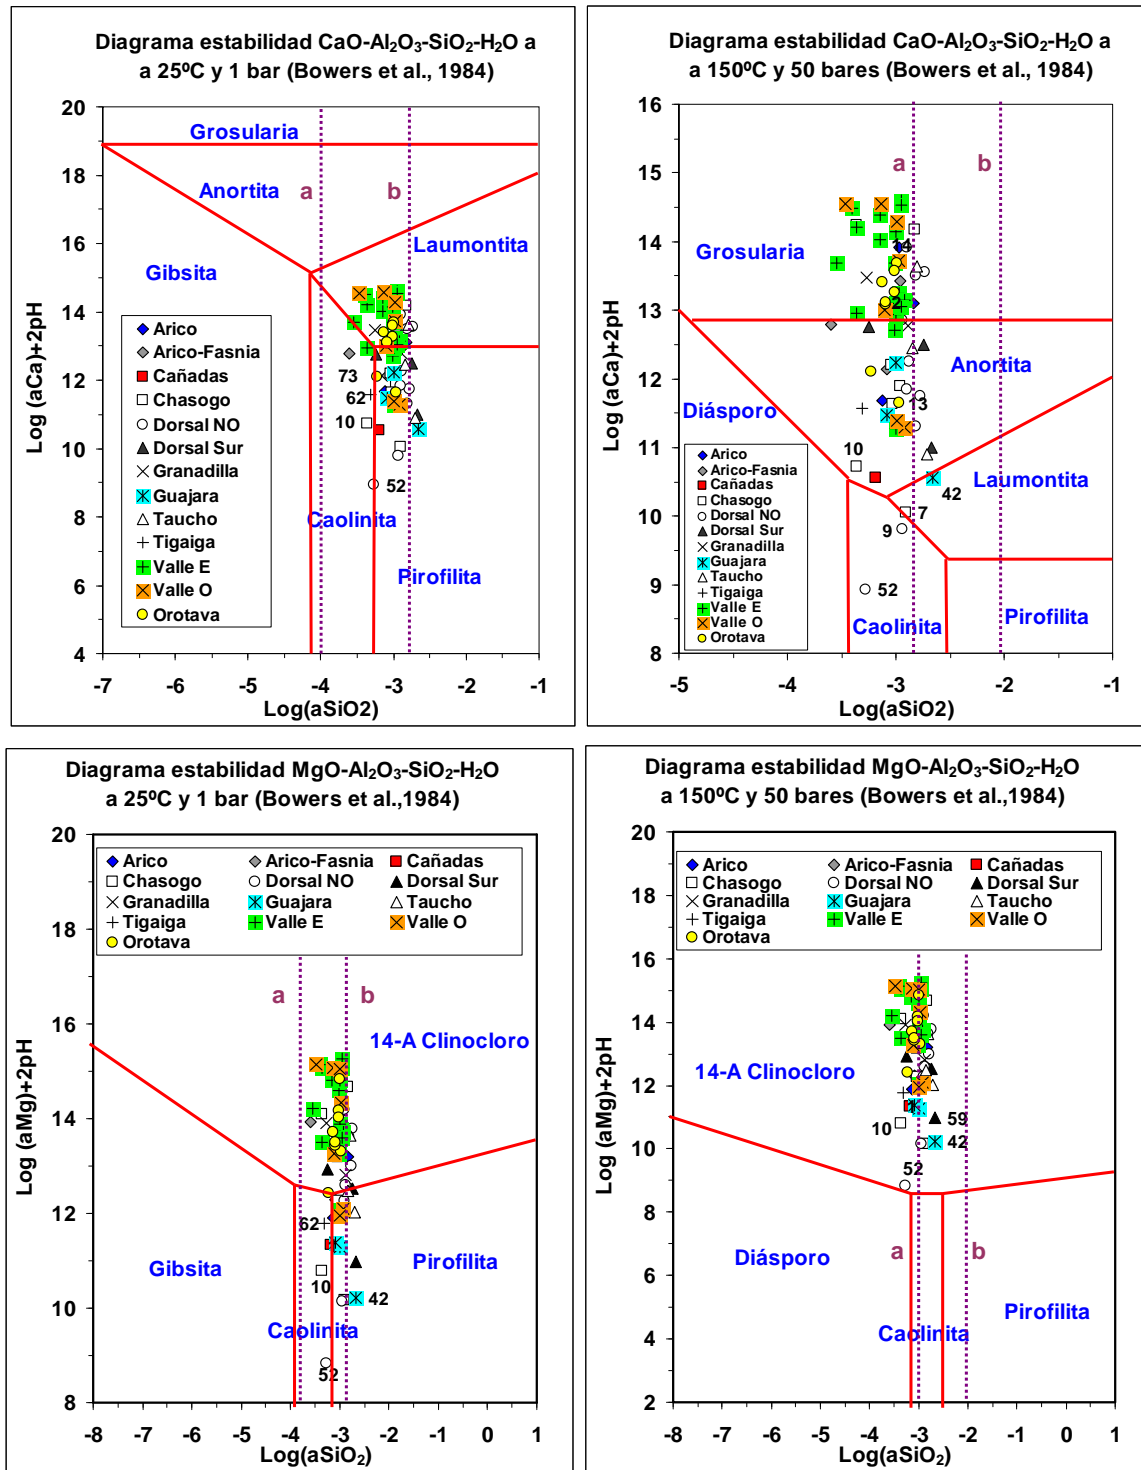 Diagrama estabilidad CaO-Al₂O₃-SiO₂-H₂O a
a 25ºC y 1 bar (Bowers et al., 1984)
Log (aCa)+2pH
20
18
16
14
12
10
8
6
4
-7 -6 -5 -4 -3 -2 -1
Log(aSiO2)
Grosularia
Anortita
a
b
Gibsita
Laumontita
Caolinita
Pirofilita
73
62
10
52
Arico
Arico-Fasnia
Cañadas
Chasogo
Dorsal NO
Dorsal Sur
Granadilla
Guajara
Taucho
Tigaiga
Valle E
Valle O
Orotava
Diagrama estabilidad CaO-Al₂O₃-SiO₂-H₂O a
a 150ºC y 50 bares (Bowers et al., 1984)
Log (aCa)+2pH
16
15
14
13
12
11
10
9
8
-5 -4 -3 -2 -1
Log(aSiO2)
a
b
Grosularia
Anortita
Diásporo
Laumontita
Caolinita
Pirofilita
14
2
13
10
42
7
9
52
Arico
Arico-Fasnia
Cañadas
Chasogo
Dorsal NO
Dorsal Sur
Granadilla
Guajara
Taucho
Tigaiga
Valle E
Valle O
Orotava
Diagrama estabilidad MgO-Al₂O₃-SiO₂-H₂O
a 25ºC y 1 bar (Bowers et al.,1984)
Log (aMg)+2pH
20
18
16
14
12
10
8
-8 -7 -6 -5 -4 -3 -2 -1 0 1
Log(aSiO₂)
Arico Arico-Fasnia Cañadas
Chasogo Dorsal NO Dorsal Sur
Granadilla Guajara Taucho
Tigaiga Valle E Valle O
Orotava
a
b
14-A Clinocloro
Gibsita
Pirofilita
Caolinita
62
10
42
52
Diagrama estabilidad MgO-Al₂O₃-SiO₂-H₂O
a 150ºC y 50 bares (Bowers et al.,1984)
Log (aMg)+2pH
20
18
16
14
12
10
8
6
4
2
-8 -7 -6 -5 -4 -3 -2 -1 0 1
Log(aSiO₂)
Arico Arico-Fasnia Cañadas
Chasogo Dorsal NO Dorsal Sur
Granadilla Guajara Taucho
Tigaiga Valle E Valle O
Orotava
14-A Clinocloro
10
59
42
52
a
b
Diásporo
Caolinita
Pirofilita